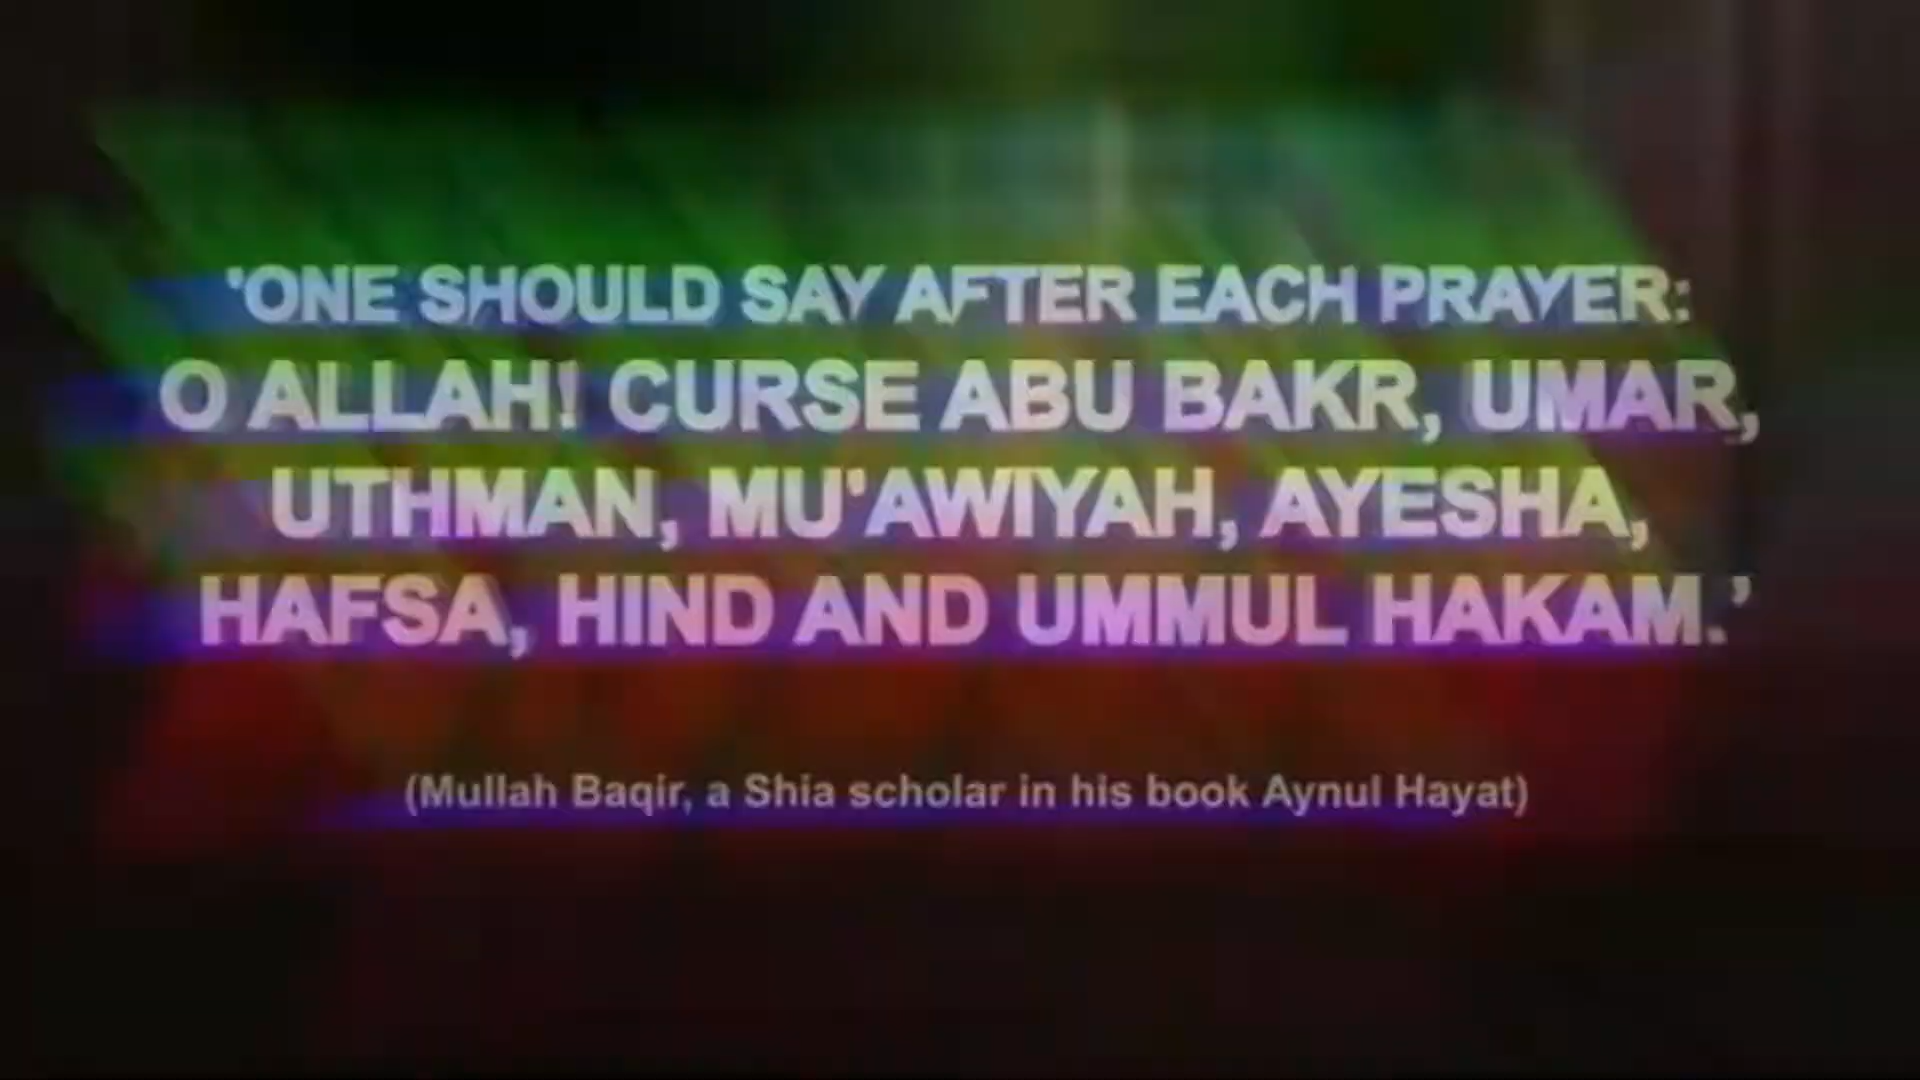 'ONE SHOULD SAY AFTER EACH PRAYER:
O ALLAH! CURSE ABU BAKR, UMAR,
UTHMAN, MU'AWIYAH, AYESHA,
HAFSA, HIND AND UMMUL HAKAM.’
(Mullah Baqir, a Shia scholar in his book Aynul Hayat)